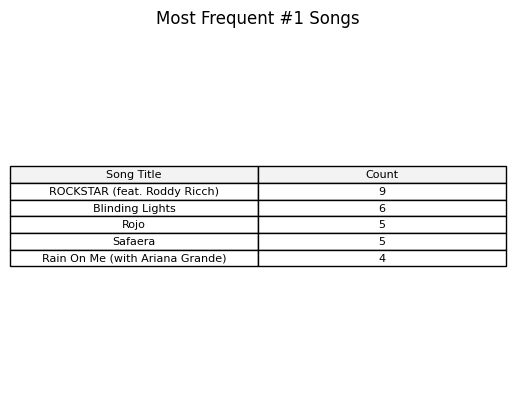 Most Frequent #1 Songs
Song Title Count
ROCKSTAR (feat. Roddy Ricch) 9
Blinding Lights 6
Rojo 5
Safaera 5
Rain On Me (with Ariana Grande) 4